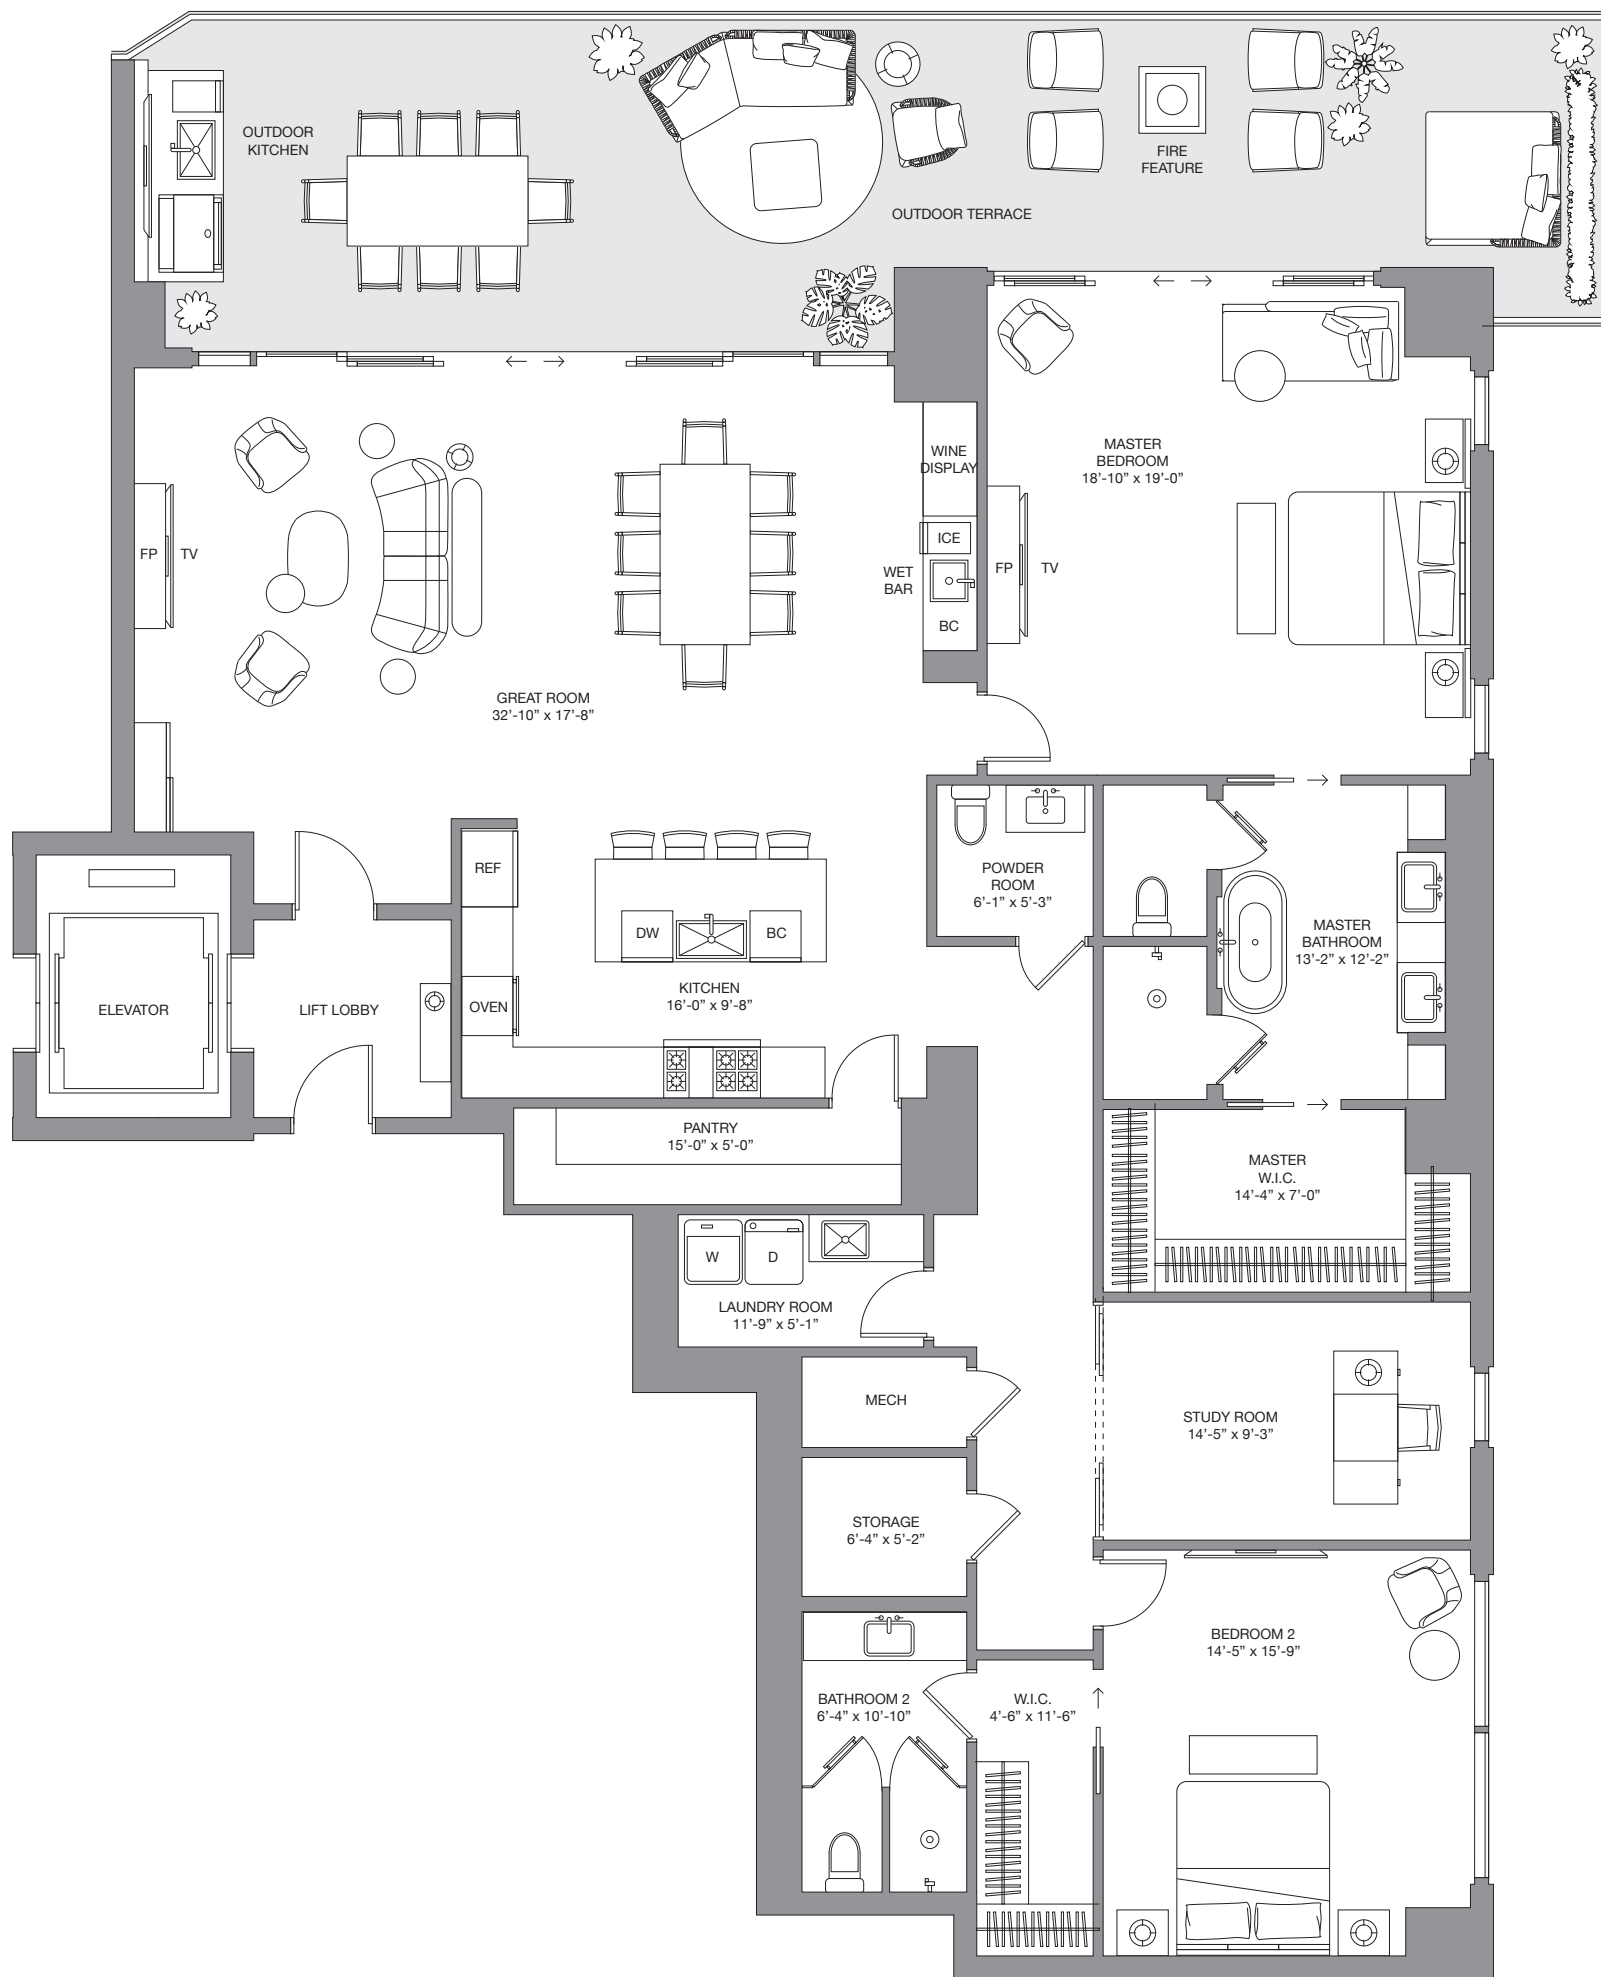 OUTDOOR
KITCHEN
FIRE
FEATURE
OUTDOOR TERRACE
WINE
DISPLAY
ICE
WET
BAR
BC
MASTER
BEDROOM
18’-10” x 19’-0”
FP
TV
FP
TV
GREAT ROOM
32’-10” x 17’-8”
REF
DW
BC
KITCHEN
16’-0” x 9’-8”
OVEN
POWDER
ROOM
6’-1” x 5’-3”
MASTER
BATHROOM
13’-2” x 12’-2”
ELEVATOR
LIFT LOBBY
PANTRY
15’-0” x 5’-0”
MASTER
W.I.C.
14’-4” x 7’-0”
W
D
LAUNDRY ROOM
11’-9” x 5’-1”
MECH
STUDY ROOM
14’-5” x 9’-3”
STORAGE
6’-4” x 5’-2”
BEDROOM 2
14’-5” x 15’-9”
BATHROOM 2
6’-4” x 10’-10”
W.I.C.
4’-6” x 11’-6”